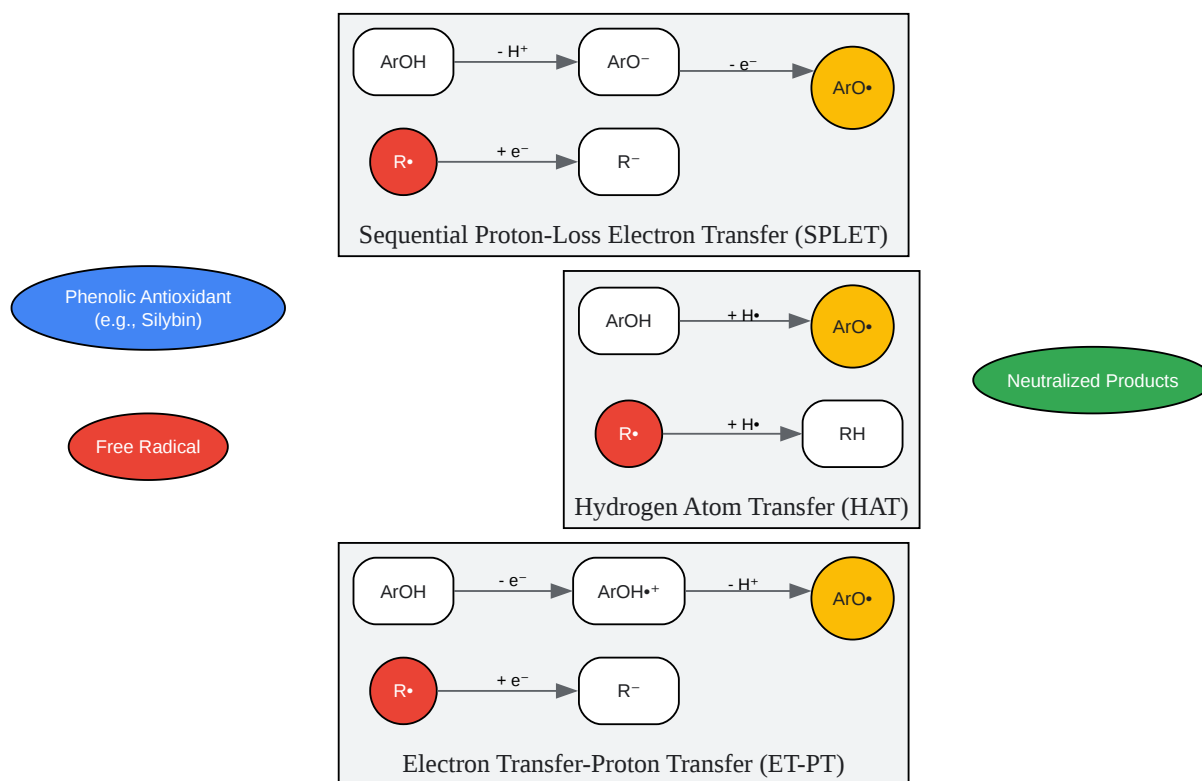 ArOH
- H⁺
ArO⁻
- e⁻
ArO•
R•
+ e⁻
R⁻
Sequential Proton-Loss Electron Transfer (SPLET)
Phenolic Antioxidant
(e.g., Silybin)
Free Radical
ArOH
+ H•
ArO•
R•
+ H•
RH
Hydrogen Atom Transfer (HAT)
Neutralized Products
ArOH
- e⁻
ArOH•⁺
- H⁺
ArO•
R•
+ e⁻
R⁻
Electron Transfer-Proton Transfer (ET-PT)